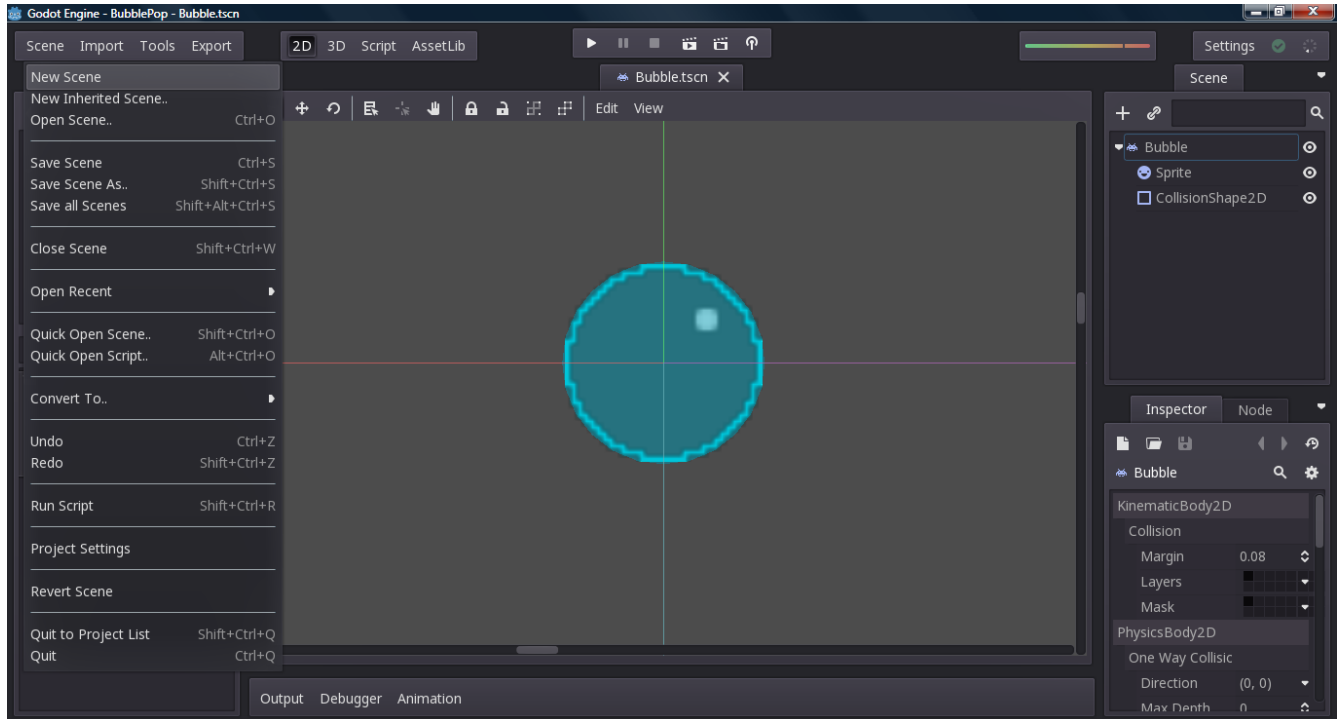 Godot Engine - BubblePop - Bubble.tscn
Scene Import Tools Export
2D 3D Script AssetLib
Settings
New Scene
New Inherited Scene..
Open Scene.. Ctrl+O
Save Scene Ctrl+S
Save Scene As.. Shift+Ctrl+S
Save all Scenes Shift+Alt+Ctrl+S
Close Scene Shift+Ctrl+W
Open Recent
Quick Open Scene.. Shift+Ctrl+O
Quick Open Script.. Alt+Ctrl+O
Convert To..
Undo Ctrl+Z
Redo Shift+Ctrl+Z
Run Script Shift+Ctrl+R
Project Settings
Revert Scene
Quit to Project List Shift+Ctrl+Q
Quit Ctrl+Q
Bubble.tscn
Edit View
Output Debugger Animation
Scene
Bubble
Sprite
CollisionShape2D
Inspector Node
Bubble
KinematicBody2D
Collision
Margin 0.08
Layers
Mask
PhysicsBody2D
One Way Collisic
Direction (0, 0)
Max Depth 0